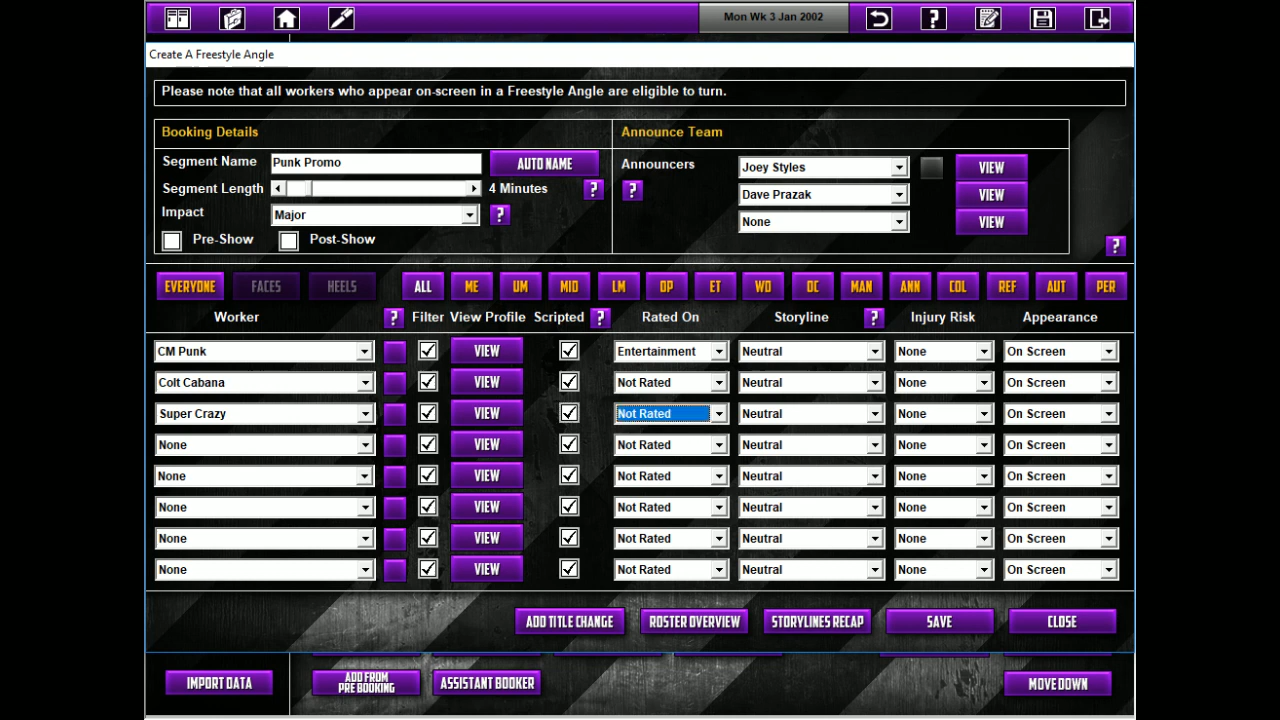 Mon Wk 3 Jan 2002
?
Create A Freestyle Angle
Please note that all workers who appear on-screen in a Freestyle Angle are eligible to turn.
Booking Details
Segment Name Punk Promo AUTO NAME
Segment Length 4 Minutes ?
Impact Major ?
Pre-Show Post-Show
Announce Team
Announcers Joey Styles VIEW
? Dave Prazak VIEW
None VIEW
?
EVERYONE FACES HEELS ALL ME UM MID LM OP ET WO DC MAN ANN COL REF AUT PER
Worker ? Filter View Profile Scripted ? Rated On Storyline ? Injury Risk Appearance
CM Punk VIEW Entertainment Neutral None On Screen
Colt Cabana VIEW Not Rated Neutral None On Screen
Super Crazy VIEW Not Rated Neutral None On Screen
None VIEW Not Rated Neutral None On Screen
None VIEW Not Rated Neutral None On Screen
None VIEW Not Rated Neutral None On Screen
None VIEW Not Rated Neutral None On Screen
None VIEW Not Rated Neutral None On Screen
ADD TITLE CHANGE ROSTER OVERVIEW STORYLINES RECAP SAVE CLOSE
IMPORT DATA ADD FROM PRE BOOKING ASSISTANT BOOKER MOVE DOWN